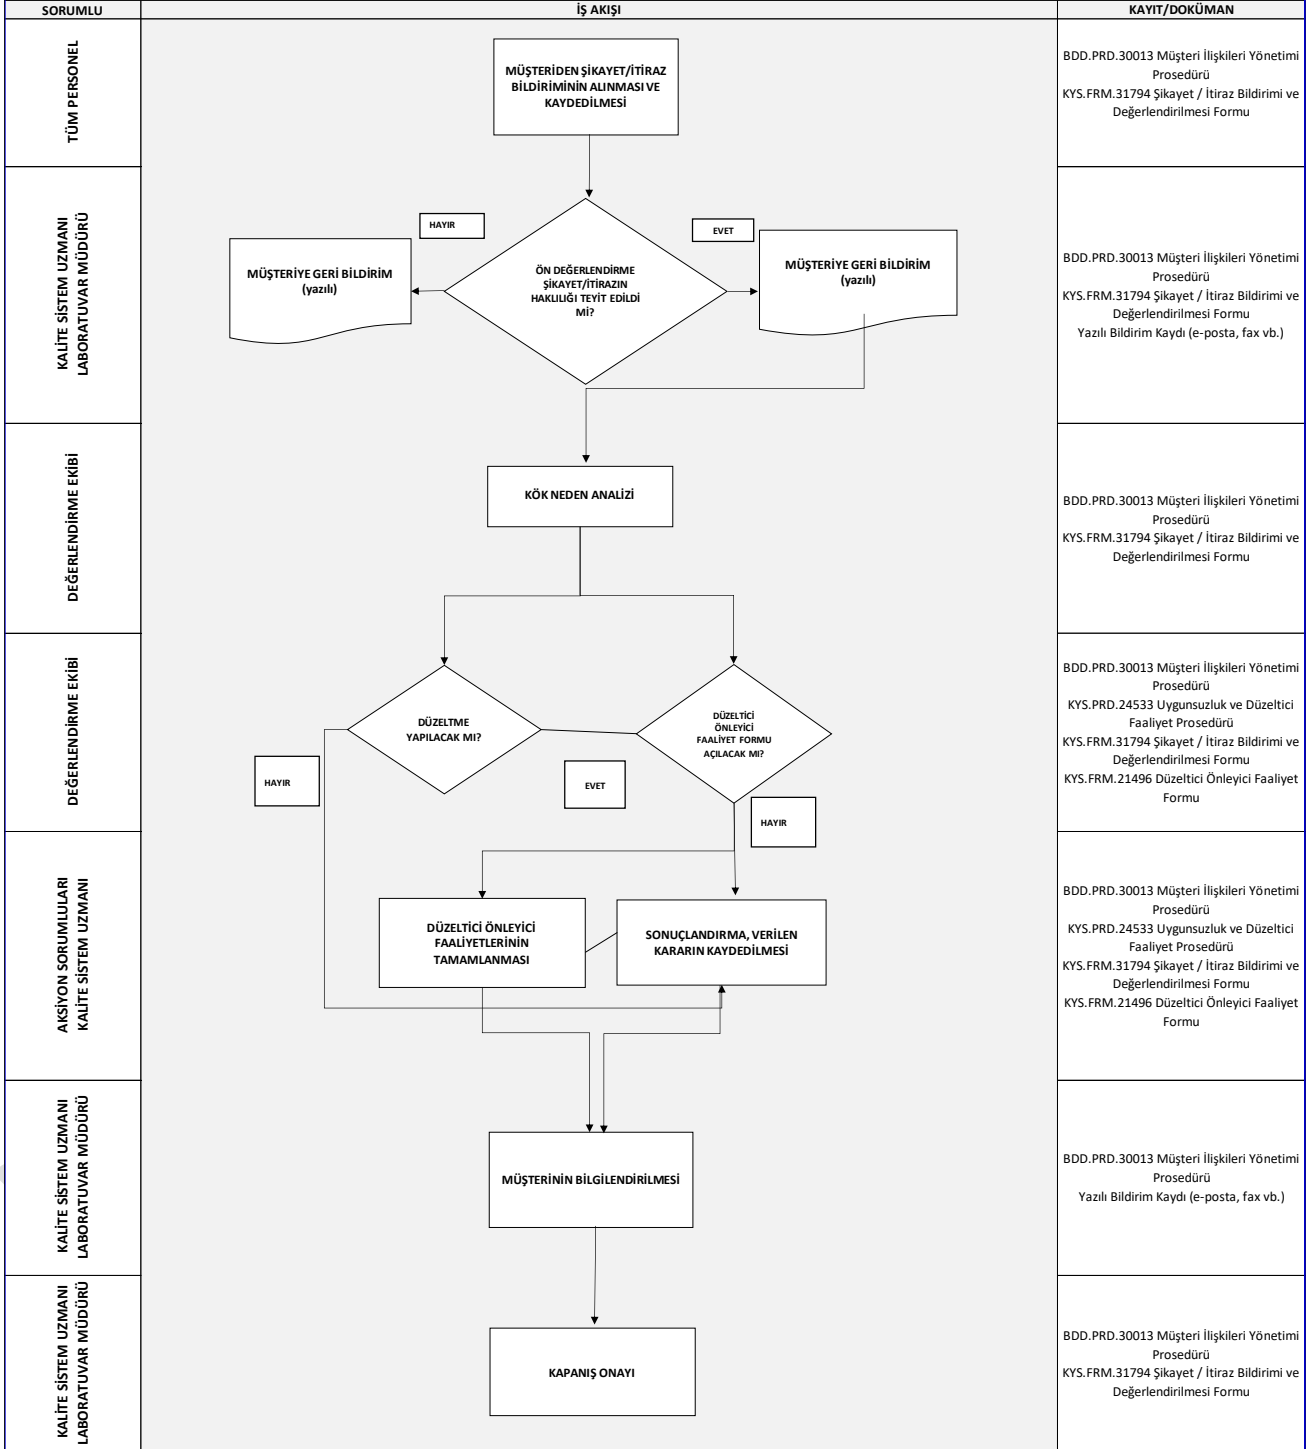 SORUMLU
İŞ AKIŞI
KAYIT/DOKÜMAN
TÜM PERSONEL
MÜŞTERİDEN ŞİKAYET/İTİRAZ
BİLDİRİMİNİN ALINMASI VE
KAYDEDİLMESİ
BDD.PRD.30013 Müşteri İlişkileri Yönetimi
Prosedürü
KYS.FRM.31794 Şikayet / İtiraz Bildirimi ve
Değerlendirilmesi Formu
KALİTE SİSTEM UZMANI
LABORATUVAR MÜDÜRÜ
HAYIR
EVET
MÜŞTERİYE GERİ BİLDİRİM
(yazılı)
ÖN DEĞERLENDİRME
ŞİKAYET/İTİRAZIN
HAKLILIĞI TEYİT EDİLDİ
Mİ?
MÜŞTERİYE GERİ BİLDİRİM
(yazılı)
BDD.PRD.30013 Müşteri İlişkileri Yönetimi
Prosedürü
KYS.FRM.31794 Şikayet / İtiraz Bildirimi ve
Değerlendirilmesi Formu
Yazılı Bildirim Kaydı (e-posta, fax vb.)
DEĞERLENDİRME EKİBİ
KÖK NEDEN ANALİZİ
BDD.PRD.30013 Müşteri İlişkileri Yönetimi
Prosedürü
KYS.FRM.31794 Şikayet / İtiraz Bildirimi ve
Değerlendirilmesi Formu
DEĞERLENDİRME EKİBİ
DÜZELTME
YAPILACAK MI?
DÜZELTİCİ
ÖNLEYİCİ
FAALİYET FORMU
AÇILACAK MI?
HAYIR
EVET
HAYIR
BDD.PRD.30013 Müşteri İlişkileri Yönetimi
Prosedürü
KYS.PRD.24533 Uygunsuzluk ve Düzeltici
Faaliyet Prosedürü
KYS.FRM.31794 Şikayet / İtiraz Bildirimi ve
Değerlendirilmesi Formu
KYS.FRM.21496 Düzeltici Önleyici Faaliyet
Formu
AKSİYON SORUMLULARI
KALİTE SİSTEM UZMANI
DÜZELTİCİ ÖNLEYİCİ
FAALİYETLERİNİN
TAMAMLANMASI
SONUÇLANDIRMA, VERİLEN
KARARIN KAYDEDİLMESİ
BDD.PRD.30013 Müşteri İlişkileri Yönetimi
Prosedürü
KYS.PRD.24533 Uygunsuzluk ve Düzeltici
Faaliyet Prosedürü
KYS.FRM.31794 Şikayet / İtiraz Bildirimi ve
Değerlendirilmesi Formu
KYS.FRM.21496 Düzeltici Önleyici Faaliyet
Formu
KALİTE SİSTEM UZMANI
LABORATUVAR MÜDÜRÜ
MÜŞTERİNİN BİLGİLENDİRİLMESİ
BDD.PRD.30013 Müşteri İlişkileri Yönetimi
Prosedürü
Yazılı Bildirim Kaydı (e-posta, fax vb.)
KALİTE SİSTEM UZMANI
LABORATUVAR MÜDÜRÜ
KAPANIŞ ONAYI
BDD.PRD.30013 Müşteri İlişkileri Yönetimi
Prosedürü
KYS.FRM.31794 Şikayet / İtiraz Bildirimi ve
Değerlendirilmesi Formu